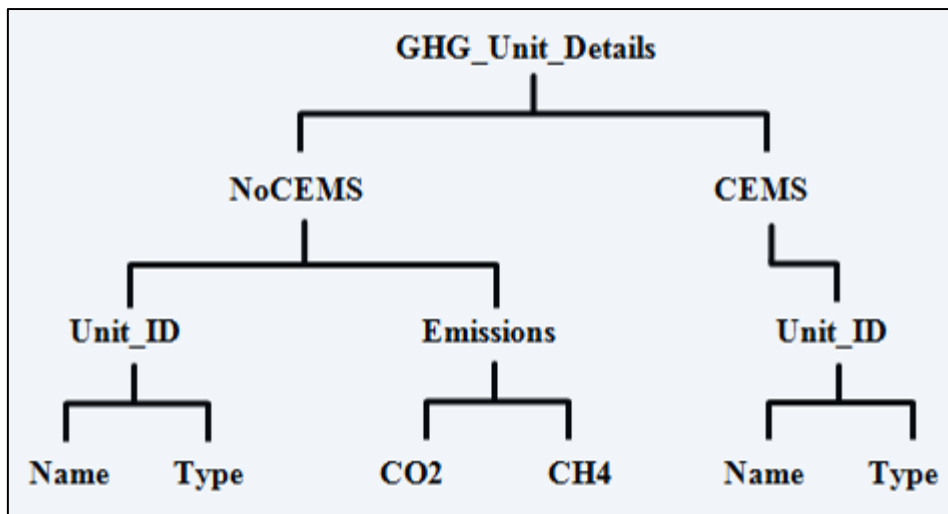 GHG_Unit_Details
NoCEMS CEMS
Unit_ID Emissions Unit_ID
Name Type CO2 CH4 Name Type